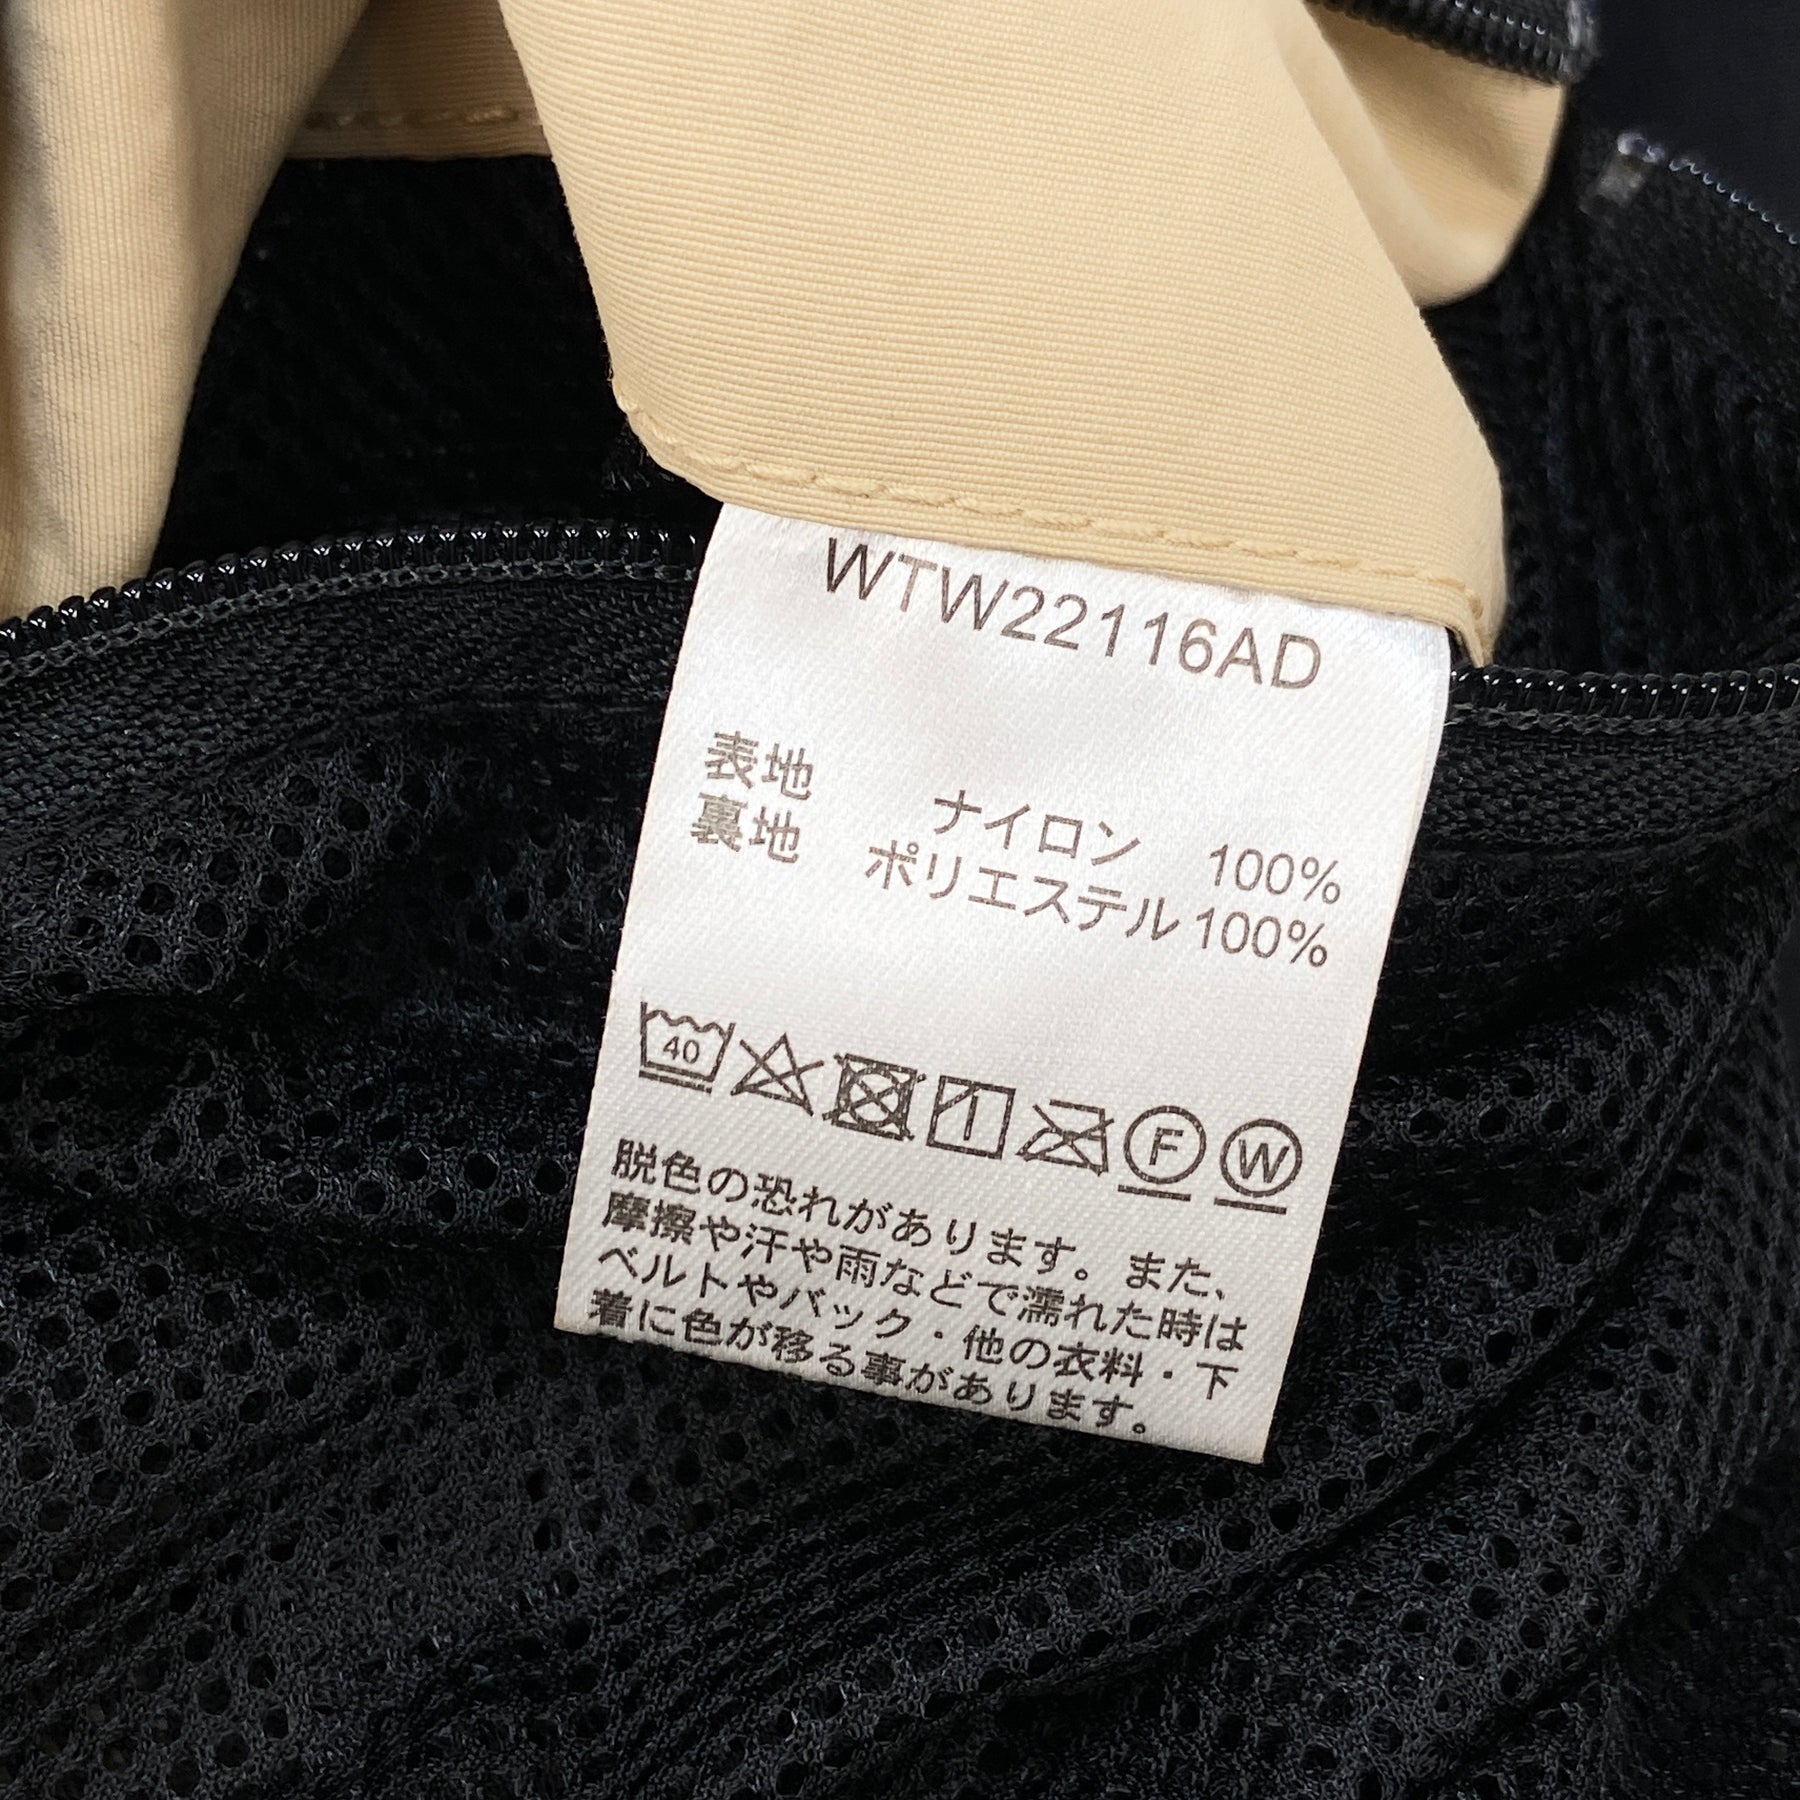 WTW22116AD
表地 ナイロン 100%
裏地 ポリエステル 100%
40 F W
脱色の恐れがあります。また、
摩擦や汗や雨などで濡れた時は
ベルトやバック・他の衣料・下
着に色が移る事があります。